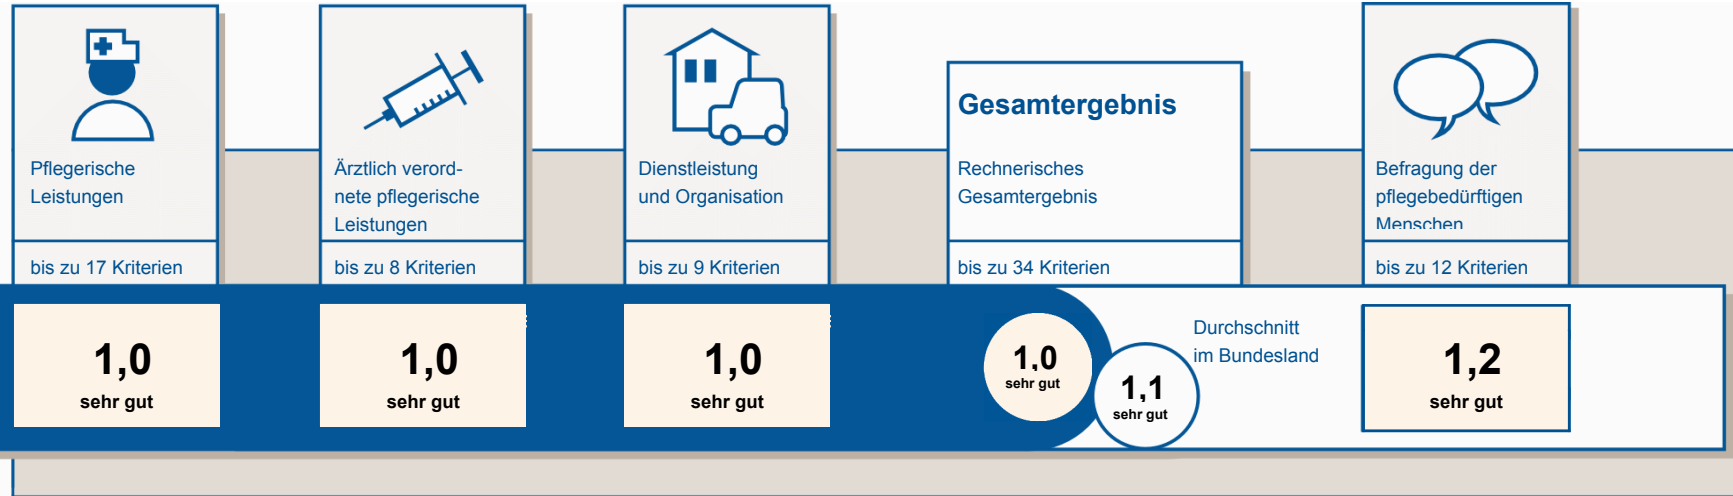 Pflegerische
Leistungen
bis zu 17 Kriterien
1,0
sehr gut
Ärztlich verord-
nete pflegerische
Leistungen
bis zu 8 Kriterien
1,0
sehr gut
Dienstleistung
und Organisation
bis zu 9 Kriterien
1,0
sehr gut
Gesamtergebnis
Rechnerisches
Gesamtergebnis
bis zu 34 Kriterien
1,0
sehr gut
1,1
sehr gut
Durchschnitt
im Bundesland
Befragung der
pflegebedürftigen
Menschen
bis zu 12 Kriterien
1,2
sehr gut